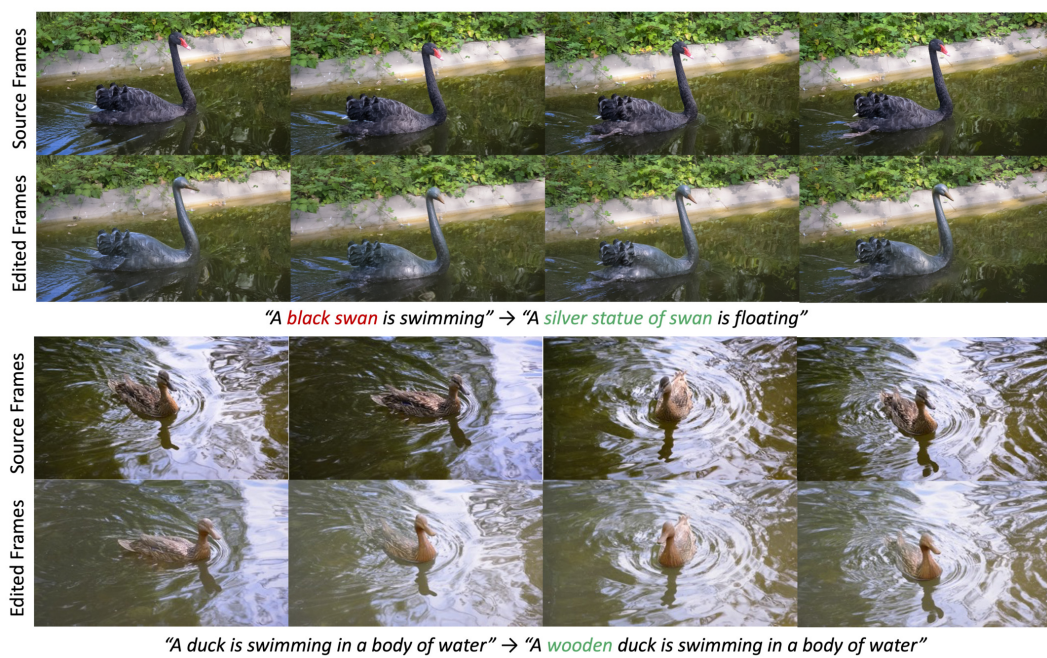 Source Frames
Edited Frames
“A black swan is swimming” → “A silver statue of swan is floating”
Source Frames
Edited Frames
“A duck is swimming in a body of water” → “A wooden duck is swimming in a body of water”